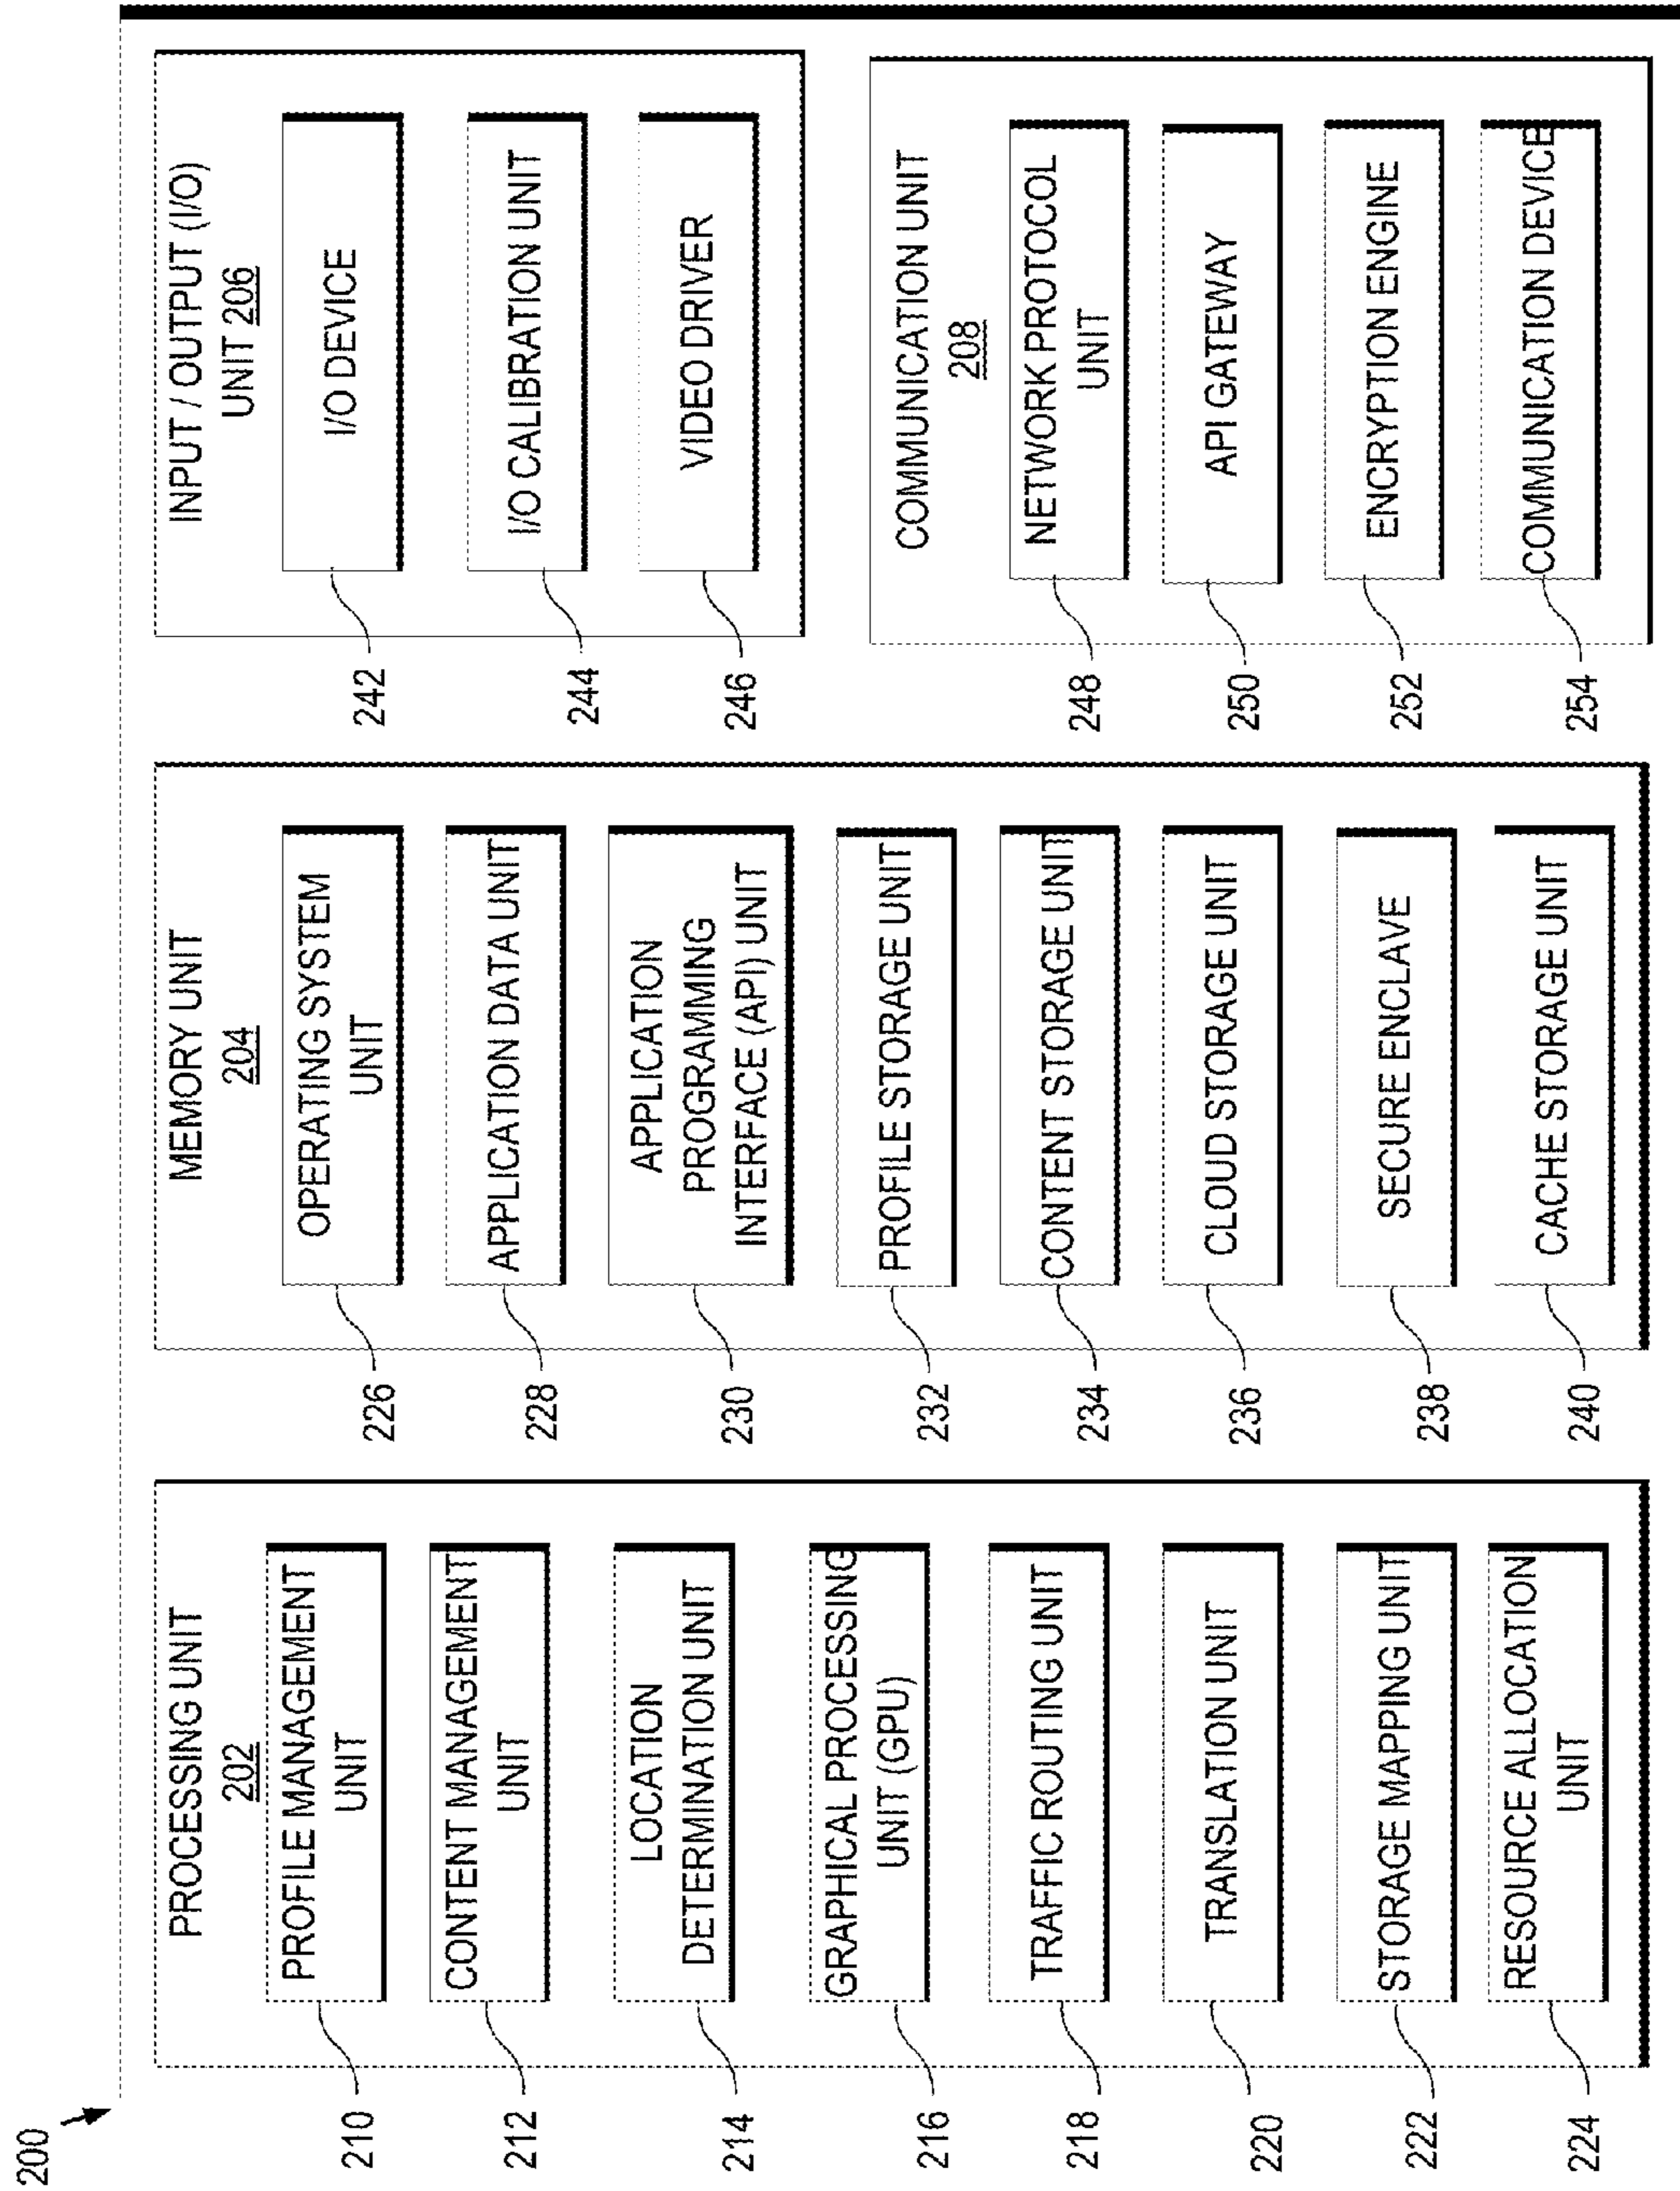 200
PROCESSING UNIT
202
210
PROFILE MANAGEMENT
UNIT
212
CONTENT MANAGEMENT
UNIT
214
LOCATION
DETERMINATION UNIT
216
GRAPHICAL PROCESSING
UNIT (GPU)
218
TRAFFIC ROUTING UNIT
220
TRANSLATION UNIT
222
STORAGE MAPPING UNIT
224
RESOURCE ALLOCATION
UNIT
MEMORY UNIT
204
226
OPERATING SYSTEM
UNIT
228
APPLICATION DATA UNIT
230
APPLICATION
PROGRAMMING
INTERFACE (API) UNIT
232
PROFILE STORAGE UNIT
234
CONTENT STORAGE UNIT
236
CLOUD STORAGE UNIT
238
SECURE ENCLAVE
240
CACHE STORAGE UNIT
INPUT / OUTPUT (I/O)
UNIT 206
242
I/O DEVICE
244
I/O CALIBRATION UNIT
246
VIDEO DRIVER
COMMUNICATION UNIT
208
248
NETWORK PROTOCOL
UNIT
250
API GATEWAY
252
ENCRYPTION ENGINE
254
COMMUNICATION DEVICE